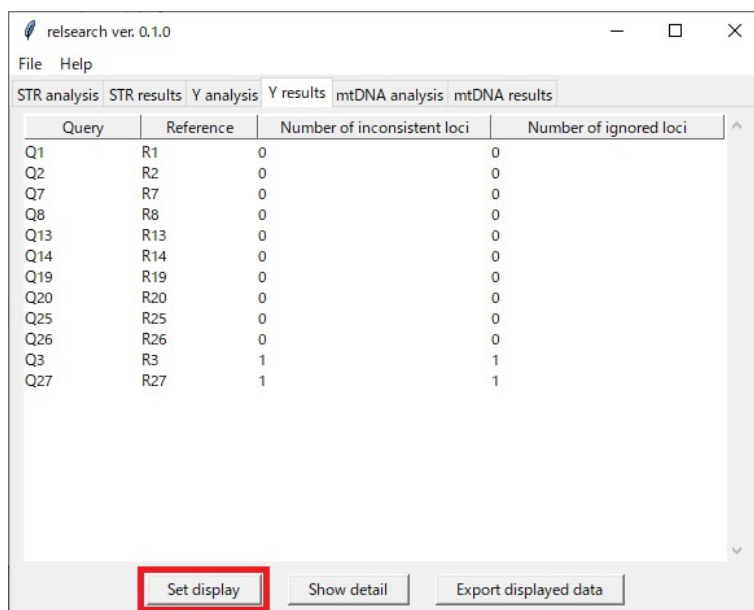 relsearch ver. 0.1.0
File Help
STR analysis STR results Y analysis Y results mtDNA analysis mtDNA results
Query Reference Number of inconsistent loci Number of ignored loci
Q1 R1 0 0
Q2 R2 0 0
Q7 R7 0 0
Q8 R8 0 0
Q13 R13 0 0
Q14 R14 0 0
Q19 R19 0 0
Q20 R20 0 0
Q25 R25 0 0
Q26 R26 0 0
Q3 R3 1 1
Q27 R27 1 1
Set display Show detail Export displayed data